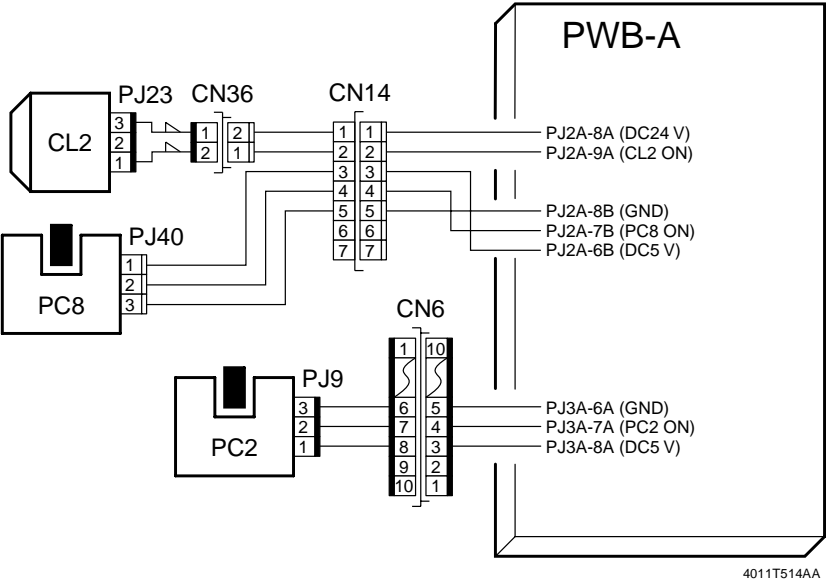 PWB-A
PJ23 CN36 CN14
CL2
3
2
1
1 2
2 1
1 1
2 2
3 3
4 4
5 5
6 6
7 7
PJ2A-8A (DC24 V)
PJ2A-9A (CL2 ON)
PJ2A-8B (GND)
PJ2A-7B (PC8 ON)
PJ2A-6B (DC5 V)
PJ40
PC8
1
2
3
CN6
1 10
6 5
7 4
8 3
9 2
10 1
PJ9
PC2
3
2
1
PJ3A-6A (GND)
PJ3A-7A (PC2 ON)
PJ3A-8A (DC5 V)
4011T514AA